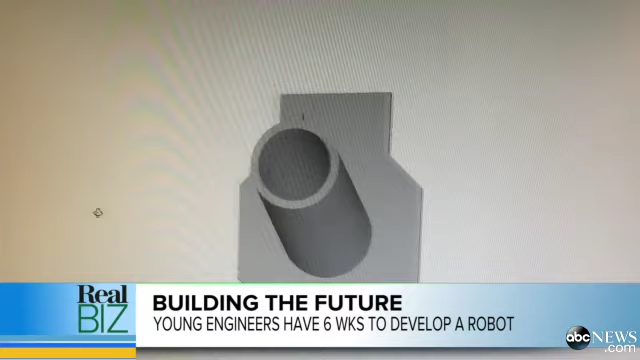 Real
BIZ
BUILDING THE FUTURE
YOUNG ENGINEERS HAVE 6 WKS TO DEVELOP A ROBOT
abcNEWS
.com